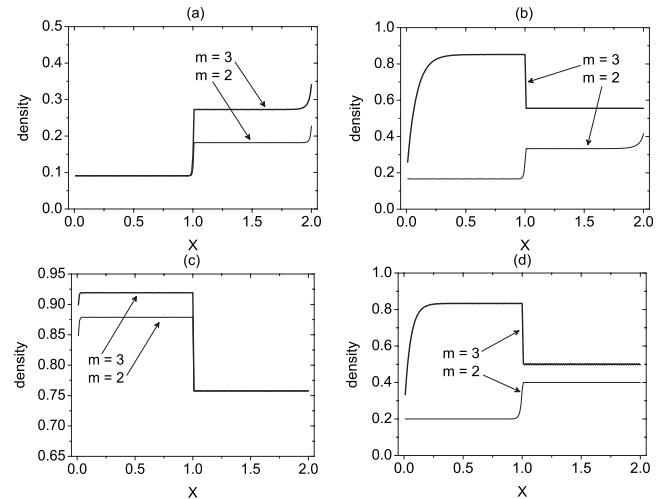 (a)
0.5
0.4
0.3
0.2
0.1
0.0
density
m = 3
m = 2
0.0 0.5 1.0 1.5 2.0
X
(b)
1.0
0.8
0.6
0.4
0.2
0.0
density
m = 3
m = 2
0.0 0.5 1.0 1.5 2.0
X
(c)
0.95
0.90
0.85
0.80
0.75
0.70
0.65
density
m = 3
m = 2
0.0 0.5 1.0 1.5 2.0
X
(d)
1.0
0.8
0.6
0.4
0.2
0.0
density
m = 3
m = 2
0.0 0.5 1.0 1.5 2.0
X